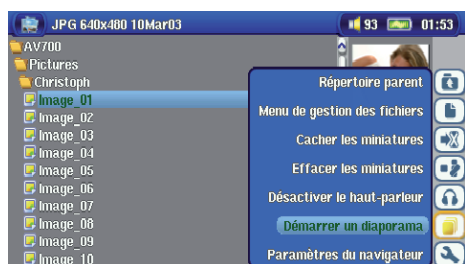 JPG 640x480 10Mar03
93
01:53
AV700
Pictures
Christoph
Image_01
Image_02
Image_03
Image_04
Image_05
Image_06
Image_07
Image_08
Image_09
Image_10
Répertoire parent
Menu de gestion des fichiers
Cacher les miniatures
Effacer les miniatures
Désactiver le haut-parleur
Démarrer un diaporama
Paramètres du navigateur